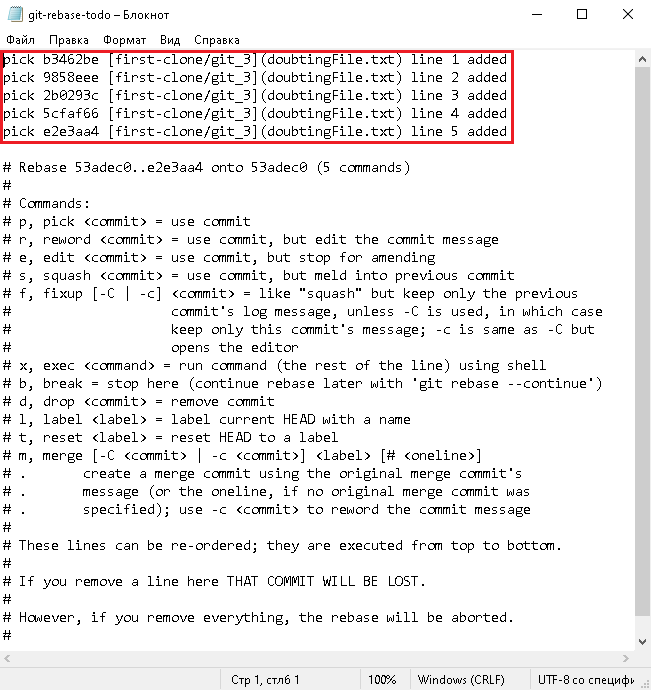 git-rebase-todo – Блокнот
Файл Правка Формат Вид Справка
pick b3462be [first-clone/git_3](doubtingFile.txt) line 1 added
pick 9858eee [first-clone/git_3](doubtingFile.txt) line 2 added
pick 2b0293c [first-clone/git_3](doubtingFile.txt) line 3 added
pick 5cfaf66 [first-clone/git_3](doubtingFile.txt) line 4 added
pick e2e3aa4 [first-clone/git_3](doubtingFile.txt) line 5 added
# Rebase 53adec0..e2e3aa4 onto 53adec0 (5 commands)
#
# Commands:
# p, pick <commit> = use commit
# r, reword <commit> = use commit, but edit the commit message
# e, edit <commit> = use commit, but stop for amending
# s, squash <commit> = use commit, but meld into previous commit
# f, fixup [-C | -c] <commit> = like "squash" but keep only the previous
#                    commit's log message, unless -C is used, in which case
#                    keep only this commit's message; -c is same as -C but
#                    opens the editor
# x, exec <command> = run command (the rest of the line) using shell
# b, break = stop here (continue rebase later with 'git rebase --continue')
# d, drop <commit> = remove commit
# l, label <label> = label current HEAD with a name
# t, reset <label> = reset HEAD to a label
# m, merge [-C <commit> | -c <commit>] <label> [# <oneline>]
# .       create a merge commit using the original merge commit's
# .       message (or the oneline, if no original merge commit was
# .       specified); use -c <commit> to reword the commit message
#
# These lines can be re-ordered; they are executed from top to bottom.
#
# If you remove a line here THAT COMMIT WILL BE LOST.
#
# However, if you remove everything, the rebase will be aborted.
#
Стр 1, стлб 1 100% Windows (CRLF) UTF-8 со специфи